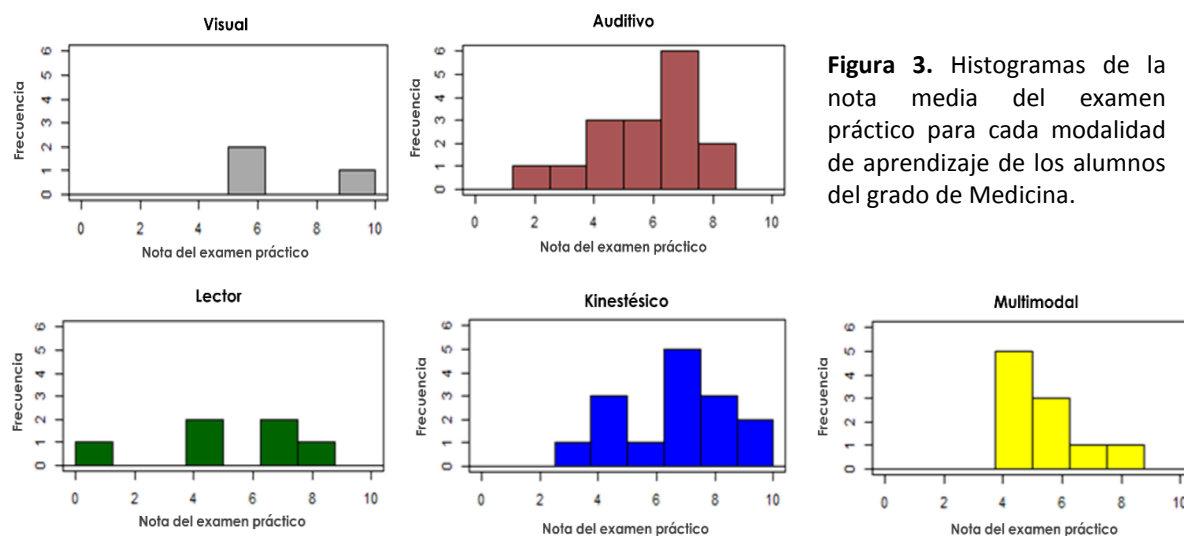 Visual
Frecuencia
0 1 2 3 4 5 6
0 2 4 6 8 10
Nota del examen práctico
Auditivo
Frecuencia
0 1 2 3 4 5 6
0 2 4 6 8 10
Nota del examen práctico
Figura 3. Histogramas de la
nota media del examen
práctico para cada modalidad
de aprendizaje de los alumnos
del grado de Medicina.
Lector
Frecuencia
0 1 2 3 4 5 6
0 2 4 6 8 10
Nota del examen práctico
Kinestésico
Frecuencia
0 1 2 3 4 5 6
0 2 4 6 8 10
Nota del examen práctico
Multimodal
Frecuencia
0 1 2 3 4 5 6
0 2 4 6 8 10
Nota del examen práctico